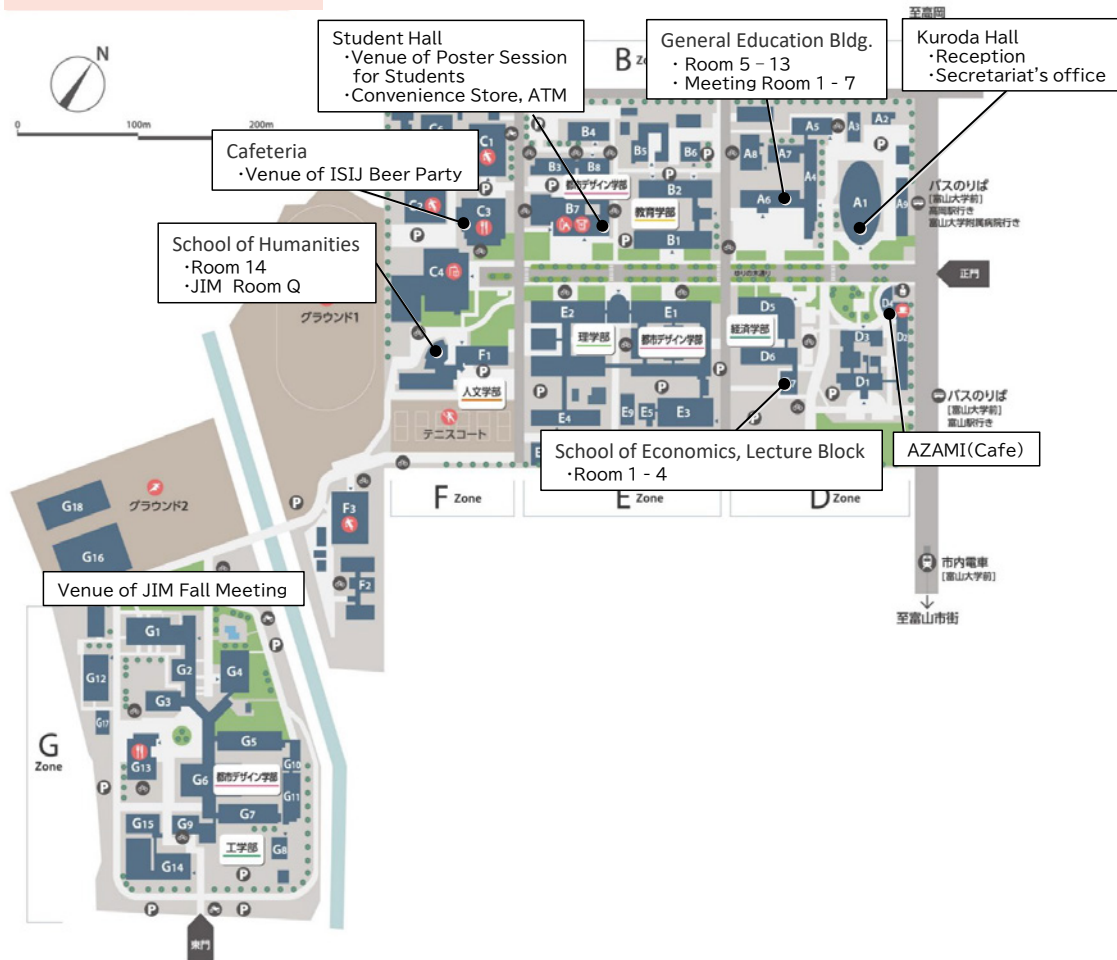 至高岡
N
0
100m
200m
Student Hall
・Venue of Poster Session
for Students
・Convenience Store, ATM
B
General Education Bldg.
・Room 5 – 13
・Meeting Room 1 - 7
Kuroda Hall
・Reception
・Secretariat's office
Cafeteria
・Venue of ISIJ Beer Party
School of Humanities
・Room 14
・JIM Room Q
C1
C3
C4
B4
B3
B8
B5
B6
B2
B7
B1
都市デザイン学部
教育学部
A8
A7
A5
A3
A2
A4
A6
A1
A9
バスのりば
[富山大学前]
高岡駅行き
富山大学附属病院行き
正門
ゆりの木通り
グラウンド1
E2
E1
理学部
都市デザイン学部
D5
経済学部
D6
D4
D3
D2
D1
F1
人文学部
テニスコート
E4
E9
E5
E3
バスのりば
[富山大学前]
富山駅行き
School of Economics, Lecture Block
・Room 1 - 4
AZAMI(Cafe)
F Zone
E Zone
D Zone
グラウンド2
G18
G16
F3
F2
市内電車
[富山大学前]
至富山市街
Venue of JIM Fall Meeting
G
Zone
G1
G2
G4
G12
G3
G17
G5
G13
G6
都市デザイン学部
G10
G11
G15
G9
G7
工学部
G8
G14
P
東門